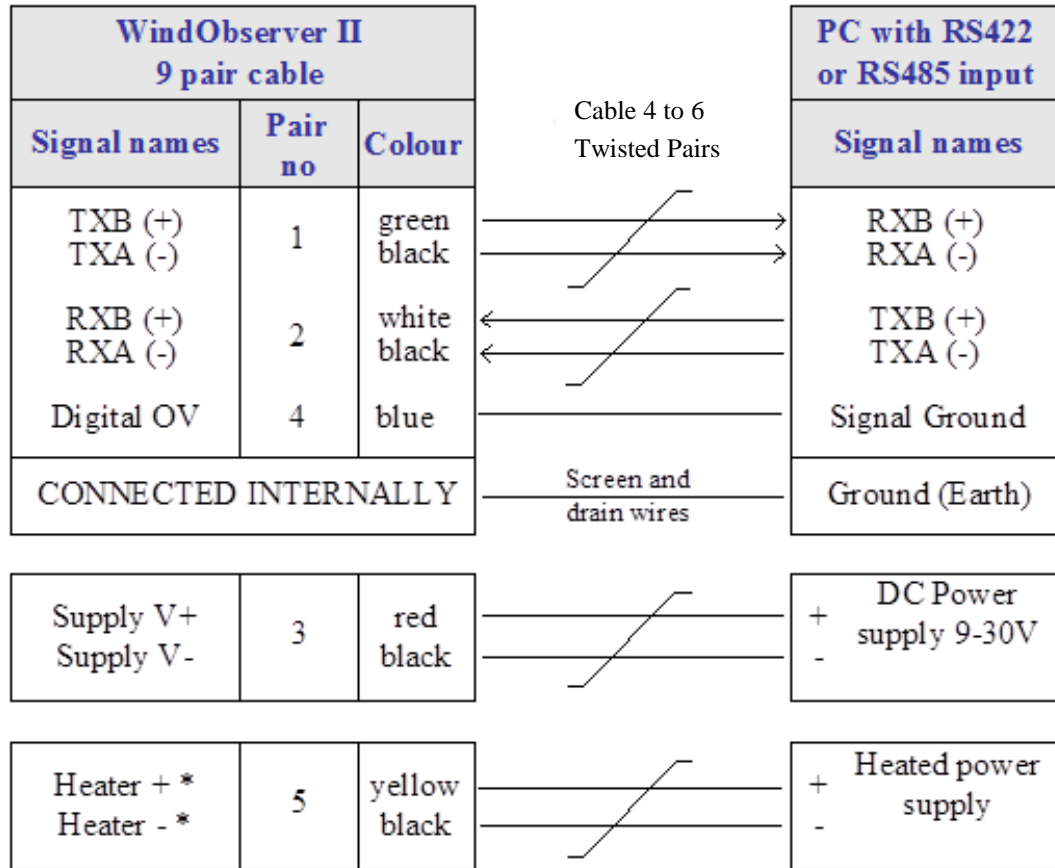 WindObserver II
9 pair cable
PC with RS422
or RS485 input
Cable 4 to 6
Twisted Pairs
Signal names
Pair
no
Colour
Signal names
TXB (+)
TXA (-)
1
green
black
RXB (+)
RXA (-)
RXB (+)
RXA (-)
2
white
black
TXB (+)
TXA (-)
Digital OV
4
blue
Signal Ground
CONNECTED INTERNALLY
Screen and
drain wires
Ground (Earth)
Supply V+
Supply V-
3
red
black
+
-
DC Power
supply 9-30V
Heater + *
Heater - *
5
yellow
black
+
-
Heated power
supply